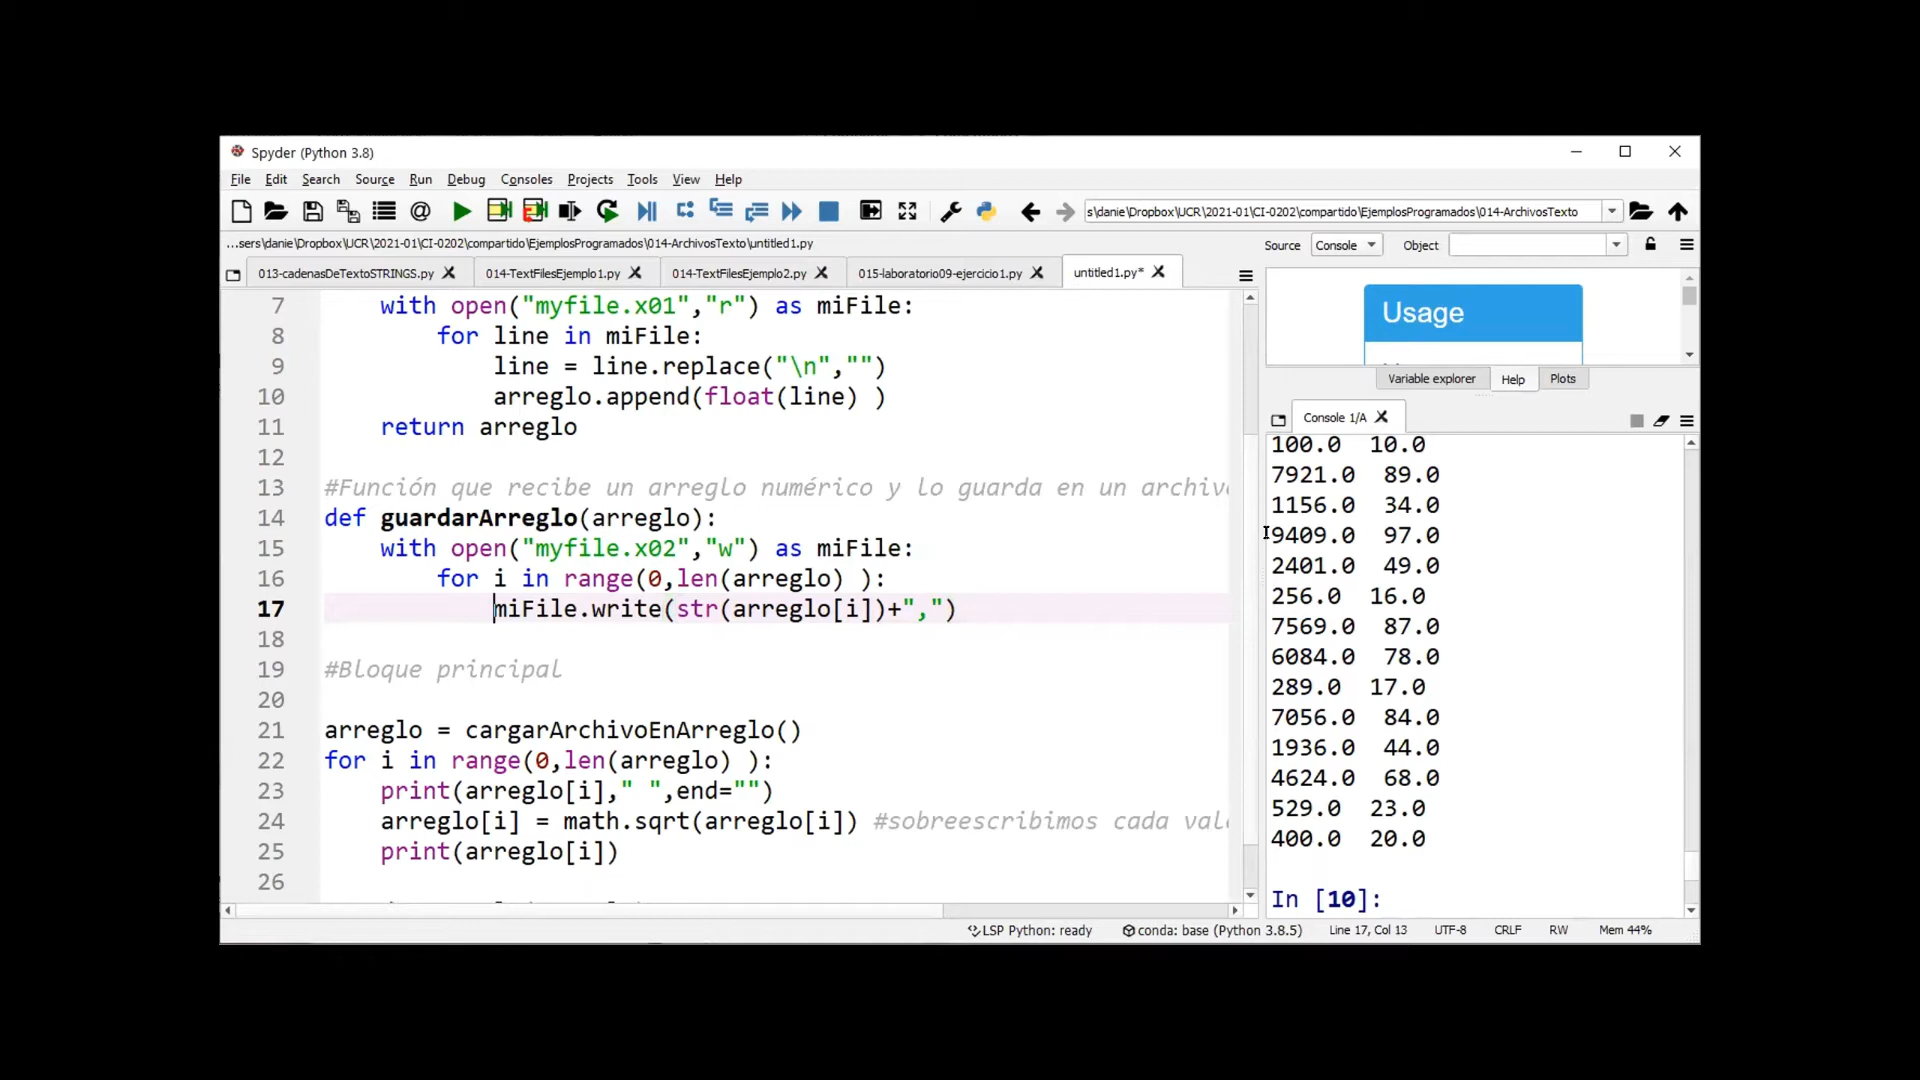 Spyder (Python 3.8)
File Edit Search Source Run Debug Consoles Projects Tools View Help
s\danie\Dropbox\UCR\2021-01\CI-0202\compartido\EjemplosProgramados\014-ArchivosTexto
...sers\danie\Dropbox\UCR\2021-01\CI-0202\compartido\EjemplosProgramados\014-ArchivosTexto\untitled1.py
Source Console Object
013-cadenasDeTextoSTRINGS.py 014-TextFilesEjemplo1.py 014-TextFilesEjemplo2.py 015-laboratorio09-ejercicio1.py untitled1.py*
7 with open("myfile.x01","r") as miFile:
8 for line in miFile:
9 line = line.replace("\n","")
10 arreglo.append(float(line) )
11 return arreglo
12
13 #Función que recibe un arreglo numérico y lo guarda en un archiv
14 def guardarArreglo(arreglo):
15 with open("myfile.x02","w") as miFile:
16 for i in range(0,len(arreglo) ):
17 miFile.write(str(arreglo[i])+",")
18
19 #Bloque principal
20
21 arreglo = cargarArchivoEnArreglo()
22 for i in range(0,len(arreglo) ):
23 print(arreglo[i]," ",end="")
24 arreglo[i] = math.sqrt(arreglo[i]) #sobreescribimos cada val
25 print(arreglo[i])
26
Usage
Variable explorer Help Plots
Console 1/A
100.0 10.0
7921.0 89.0
1156.0 34.0
9409.0 97.0
2401.0 49.0
256.0 16.0
7569.0 87.0
6084.0 78.0
289.0 17.0
7056.0 84.0
1936.0 44.0
4624.0 68.0
529.0 23.0
400.0 20.0
In [10]:
LSP Python: ready conda: base (Python 3.8.5) Line 17, Col 13 UTF-8 CRLF RW Mem 44%